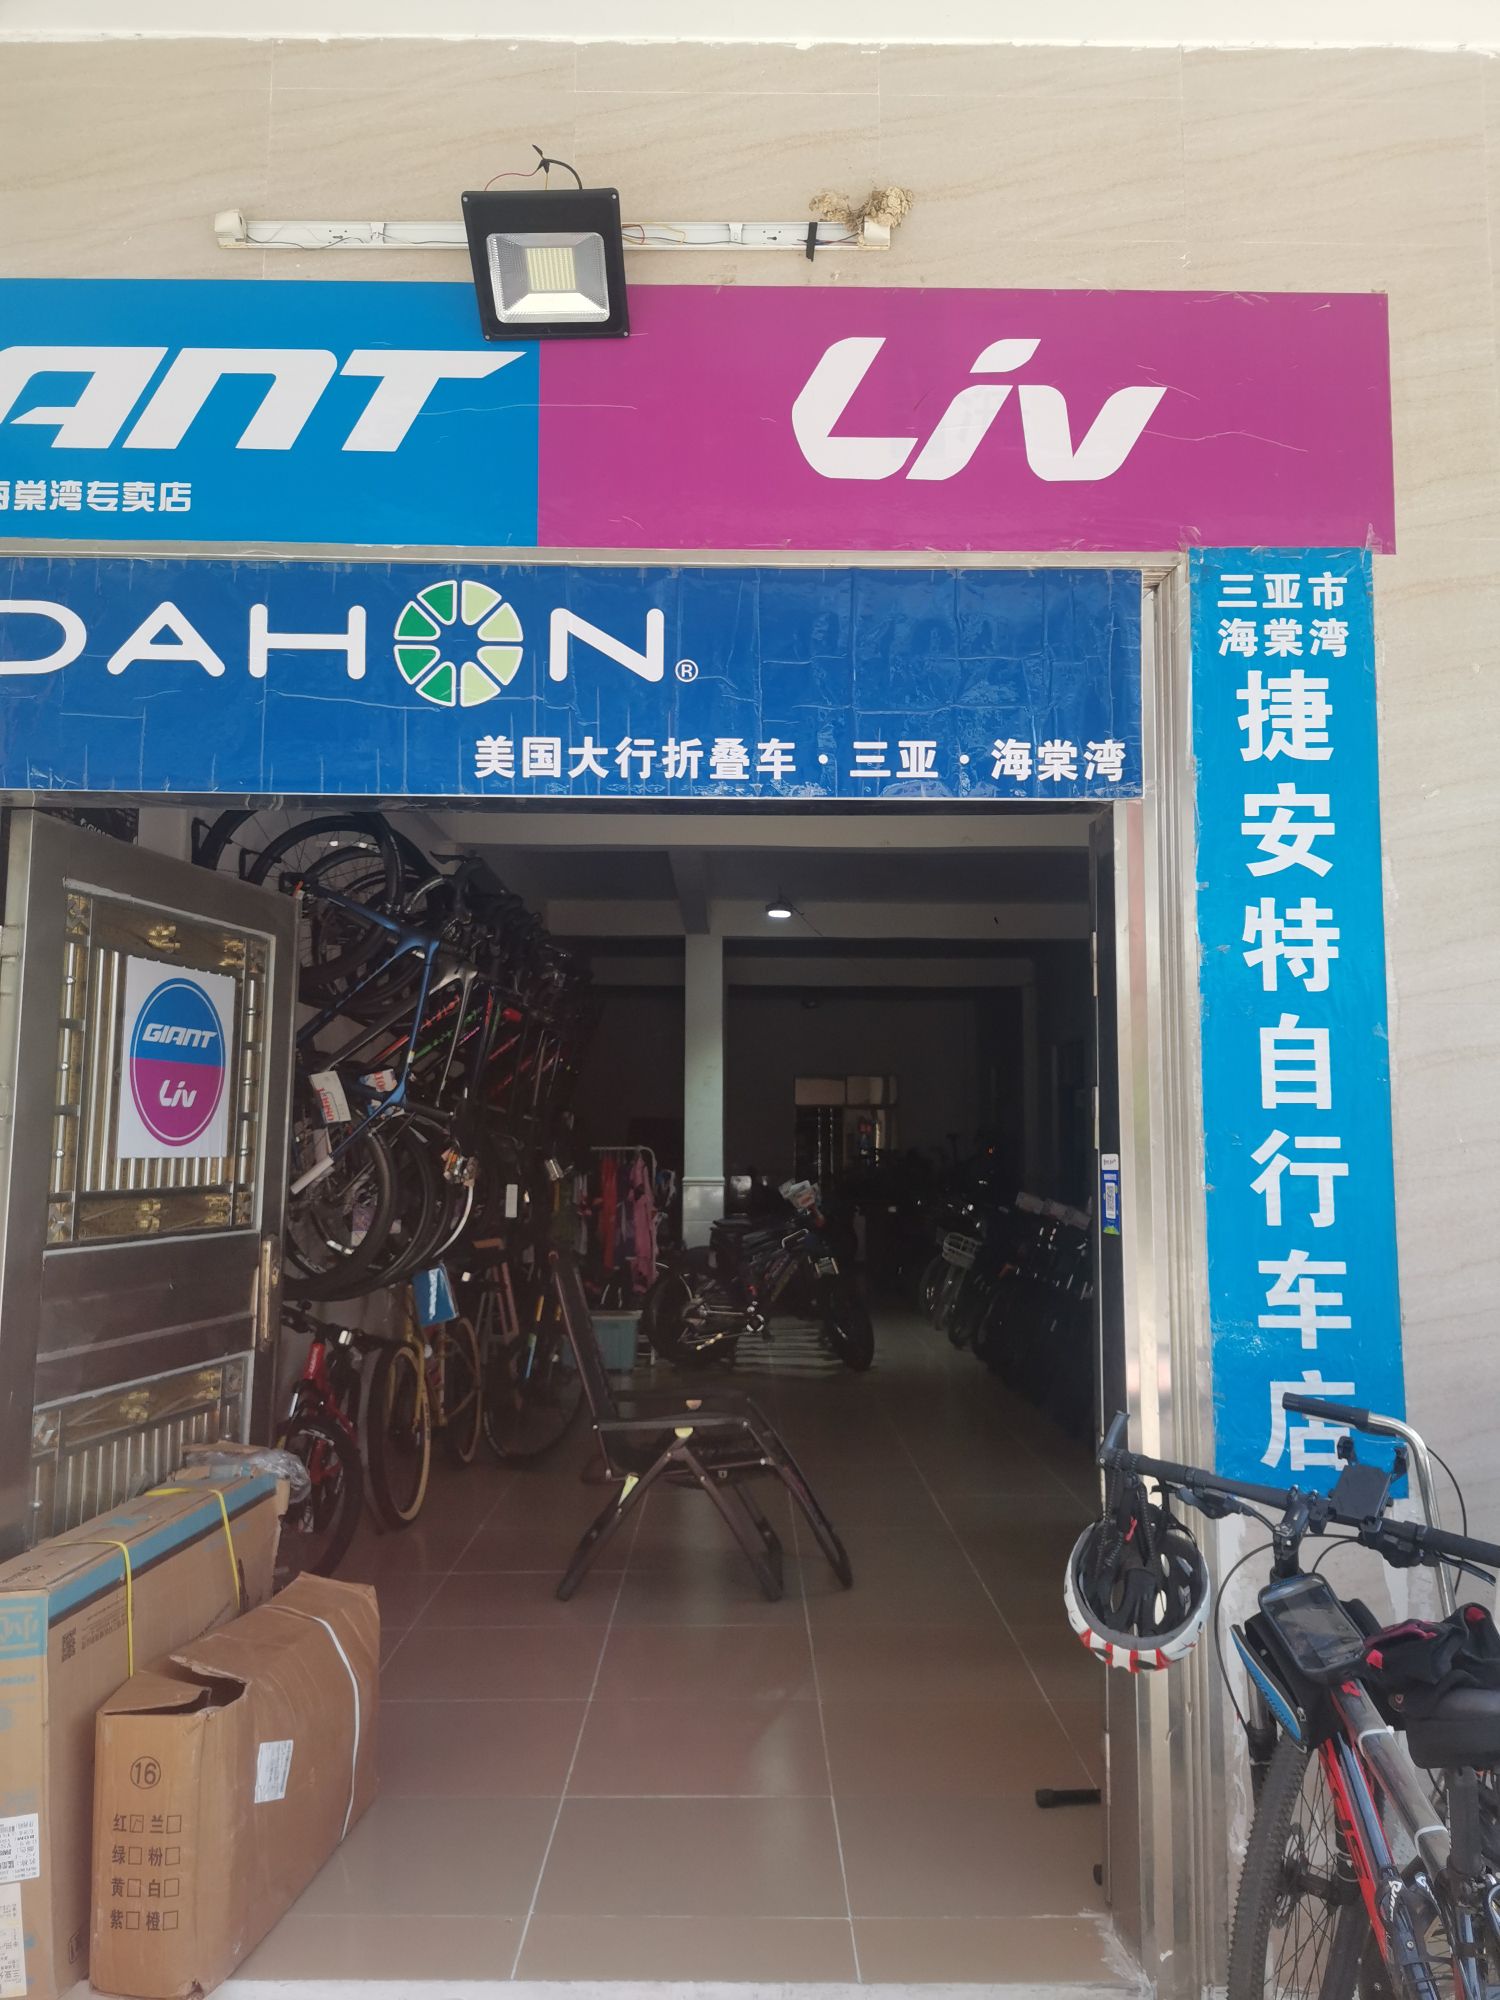 ANT
Liv
海棠湾专卖店
DAHON®
美国大行折叠车·三亚·海棠湾
三亚市
海棠湾
捷安特自行车店
GIANT
Liv
16
红 兰
绿 粉
黄 白
紫 橙